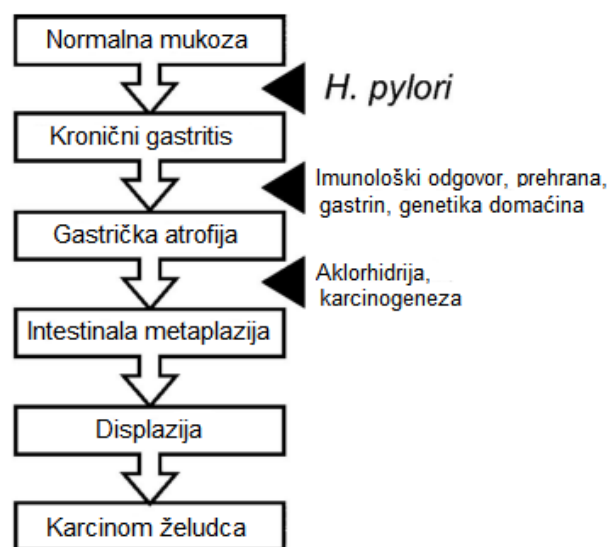 Normalna mukoza
H. pylori
Kronični gastritis
Imunološki odgovor, prehrana,
gastrin, genetika domaćina
Gastrička atrofija
Aklorhidrija,
karcinogeneza
Intestinala metaplazija
Displazija
Karcinom želudca